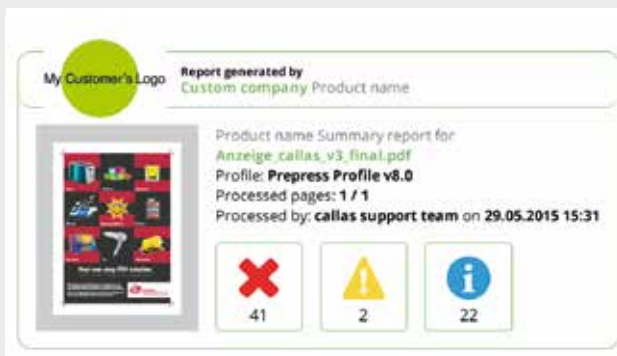 My Customer's Logo
Report generated by
Custom company Product name
Product name Summary report for
Anzeige_callas_v3_final.pdf
Profile: Prepress Profile v8.0
Processed pages: 1 / 1
Processed by: callas support team on 29.05.2015 15:31
41
2
22